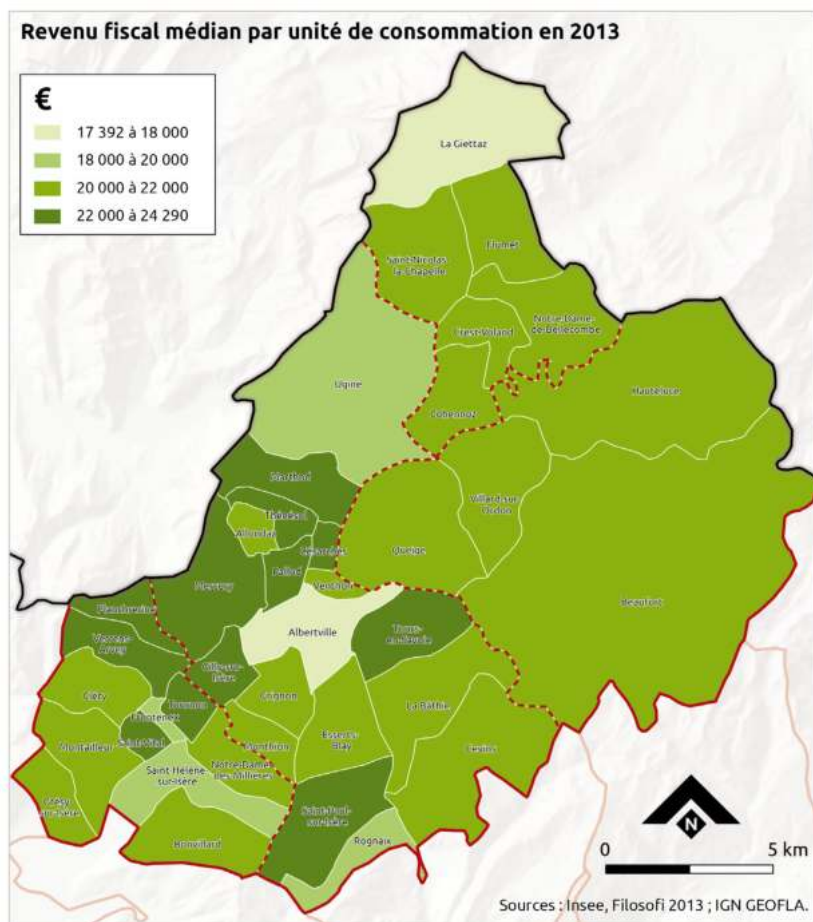 Revenu fiscal médian par unité de consommation en 2013
€
17 392 à 18 000
18 000 à 20 000
20 000 à 22 000
22 000 à 24 290
La Giettaz
Flumet
Saint-Nicolas
la-Chapelle
Notre-Dame-
de-Bellecombe
Crest-Voland
Ugine
Hauteluce
Cohennoz
Marthod
Villard-sur
Doron
Thénésol
Allondaz
Césarches
Queige
Pallud
Mercury
Venthon
Beaufort
Plancherine
Albertville
Tours-
en-Savoie
Verrens-
Arvey
Gilly-sur-
Isère
Cléry
Grignon
La Bâthie
Tournon
Frontenex
Saint-Vital
Esserts-
Blay
Montailleur
Monthion
Cevins
Notre-Dame
des-Millières
Saint Hélène
sur-Isère
Grésy
sur-Isère
Saint-Paul-
sur-Isère
Bonvillard
Rognaix
N
0 5 km
Sources : Insee, Filosofi 2013 ; IGN GEOFLA.